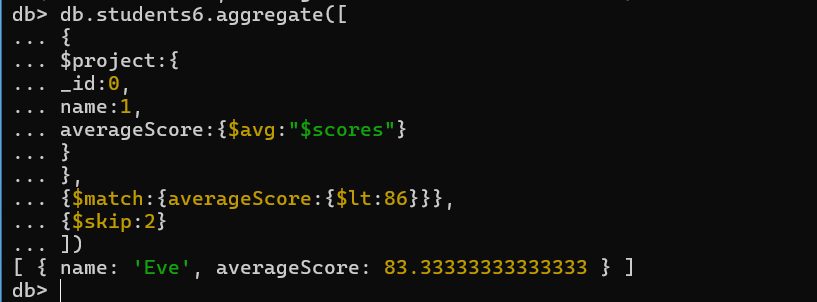 db> db.students6.aggregate([
... {
... $project:{
... _id:0,
... name:1,
... averageScore:{$avg:"$scores"}
... }
... },
... {$match:{averageScore:{$lt:86}}},
... {$skip:2}
... ])
[ { name: 'Eve', averageScore: 83.33333333333333 } ]
db>